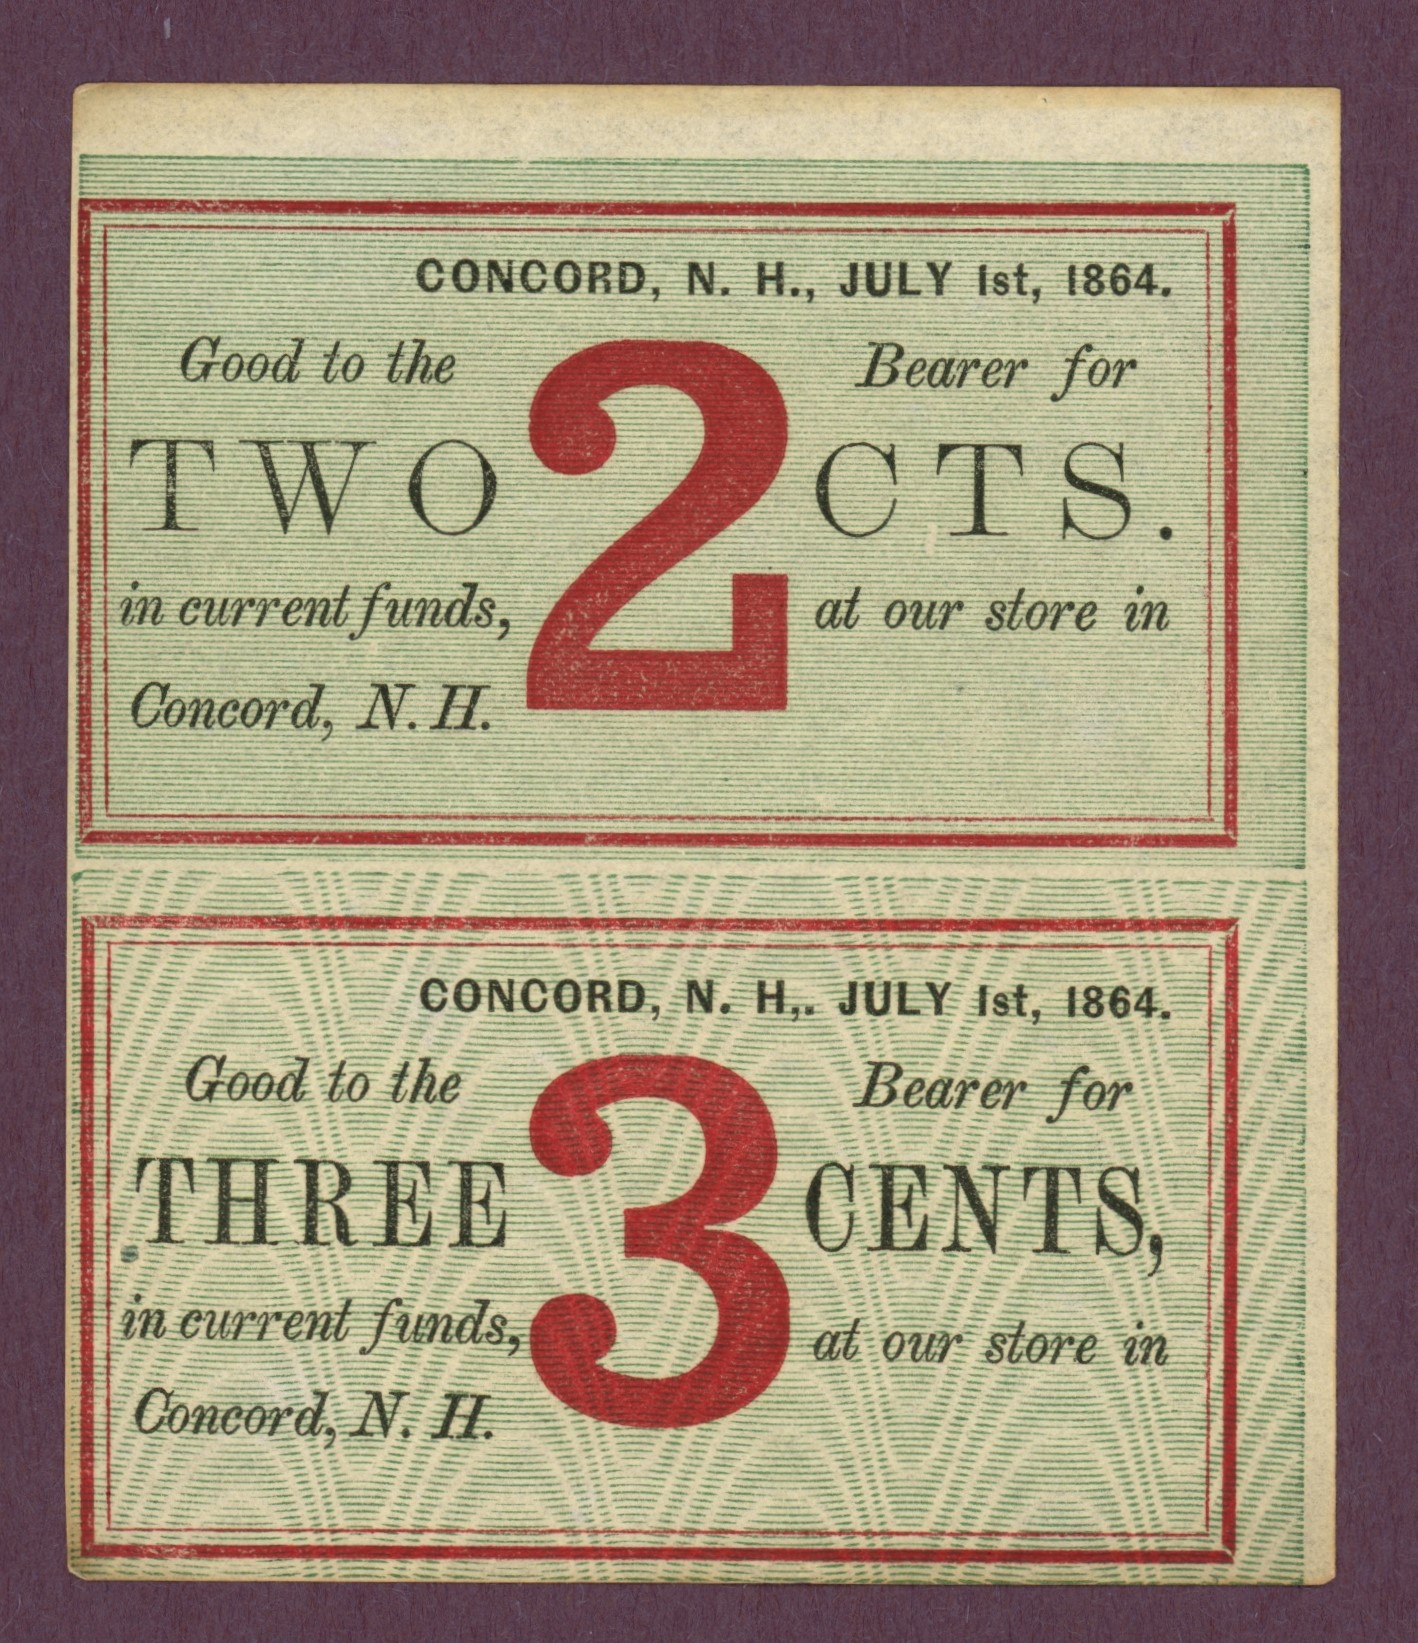 CONCORD, N. H., JULY 1st, 1864.
Good to the 2 Bearer for
TWO CTS.
in current funds, at our store in
Concord, N. H.
CONCORD, N. H,. JULY 1st, 1864.
Good to the 3 Bearer for
THREE CENTS,
in current funds, at our store in
Concord, N. H.